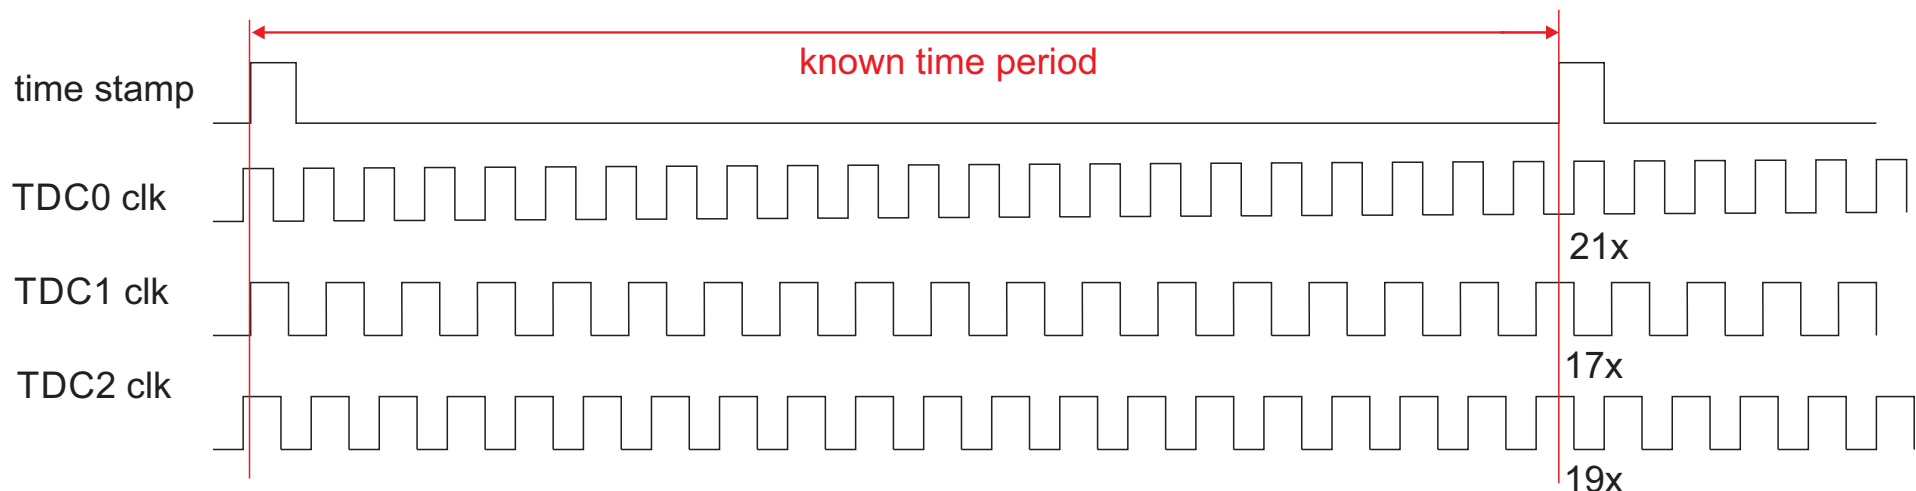 known time period
time stamp
TDC0 clk
21x
TDC1 clk
17x
TDC2 clk
19x